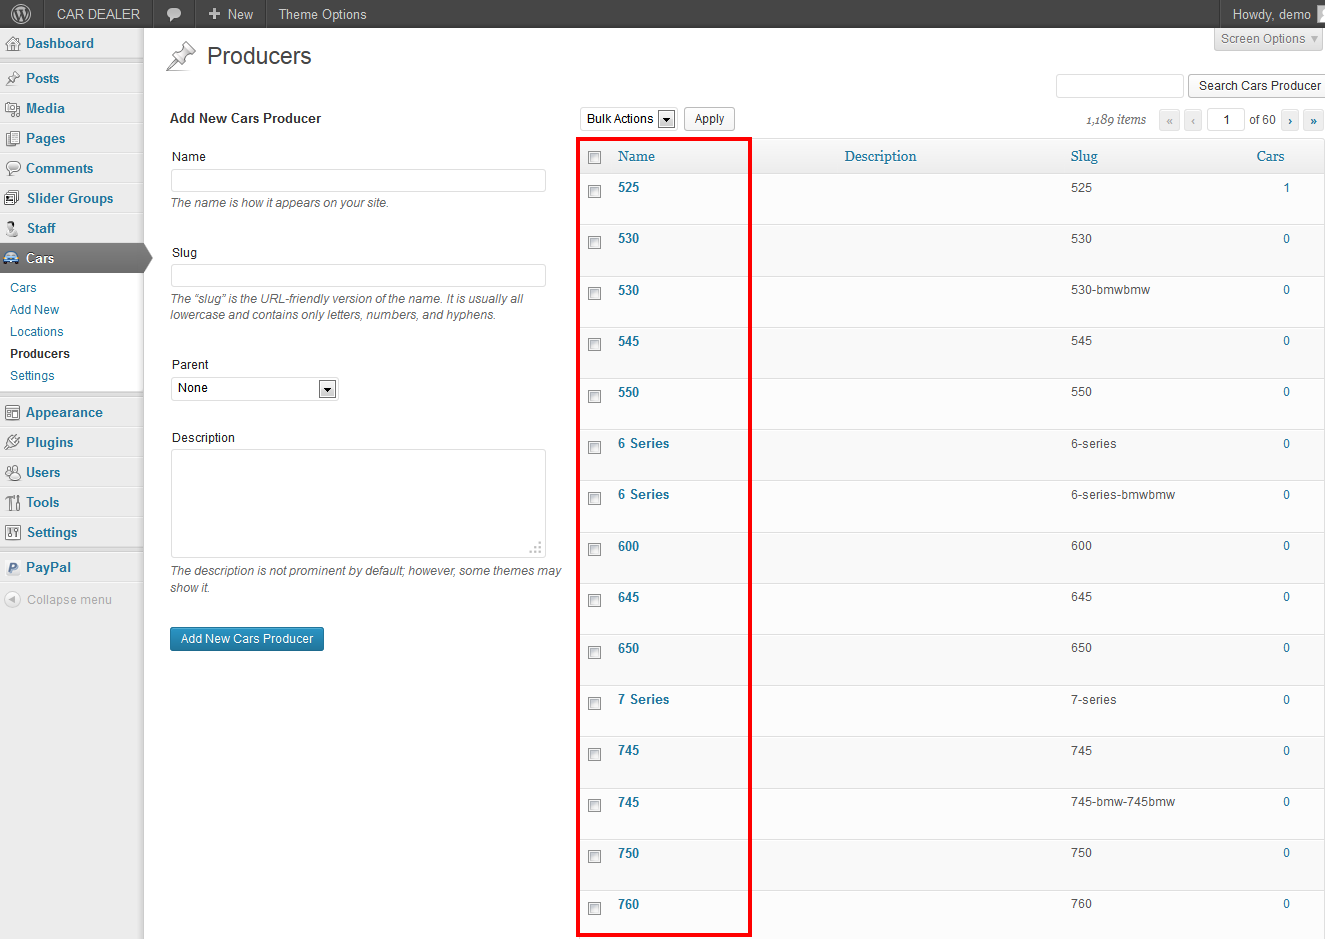 CAR DEALER
New
Theme Options
Howdy, demo
Dashboard
Posts
Media
Pages
Comments
Slider Groups
Staff
Cars
Cars
Add New
Locations
Producers
Settings
Appearance
Plugins
Users
Tools
Settings
PayPal
Collapse menu
Screen Options
Producers
Search Cars Producer
Add New Cars Producer
Name
The name is how it appears on your site.
Slug
The “slug” is the URL-friendly version of the name. It is usually all
lowercase and contains only letters, numbers, and hyphens.
Parent
None
Description
The description is not prominent by default; however, some themes may
show it.
Add New Cars Producer
Bulk Actions Apply 1,189 items « ‹ 1 of 60 › »
Name Description Slug Cars
525 525 1
530 530 0
530 530-bmwbmw 0
545 545 0
550 550 0
6 Series 6-series 0
6 Series 6-series-bmwbmw 0
600 600 0
645 645 0
650 650 0
7 Series 7-series 0
745 745 0
745 745-bmw-745bmw 0
750 750 0
760 760 0